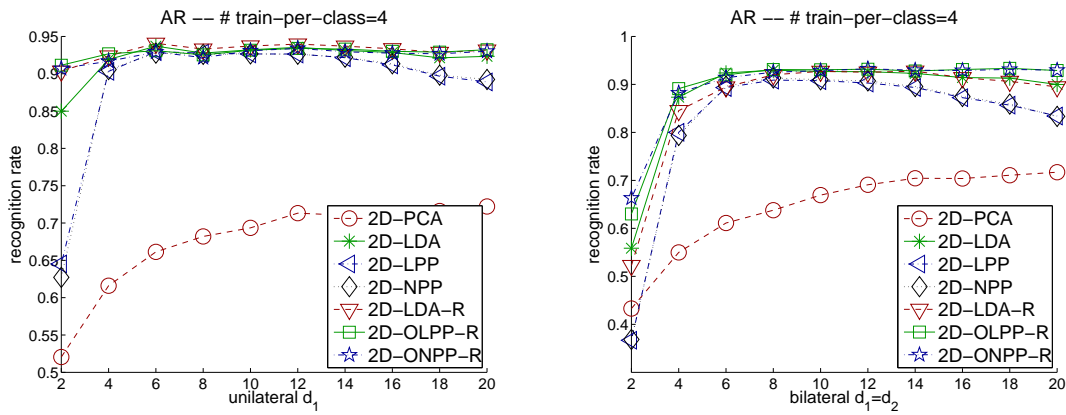 AR −− # train−per−class=4
0.95
0.9
0.85
0.8
0.75
0.7
0.65
0.6
0.55
0.5
recognition rate
2 4 6 8 10 12 14 16 18 20
unilateral d1
2D−PCA
2D−LDA
2D−LPP
2D−NPP
2D−LDA−R
2D−OLPP−R
2D−ONPP−R
AR −− # train−per−class=4
1
0.9
0.8
0.7
0.6
0.5
0.4
recognition rate
2 4 6 8 10 12 14 16 18 20
bilateral d1=d2
2D−PCA
2D−LDA
2D−LPP
2D−NPP
2D−LDA−R
2D−OLPP−R
2D−ONPP−R